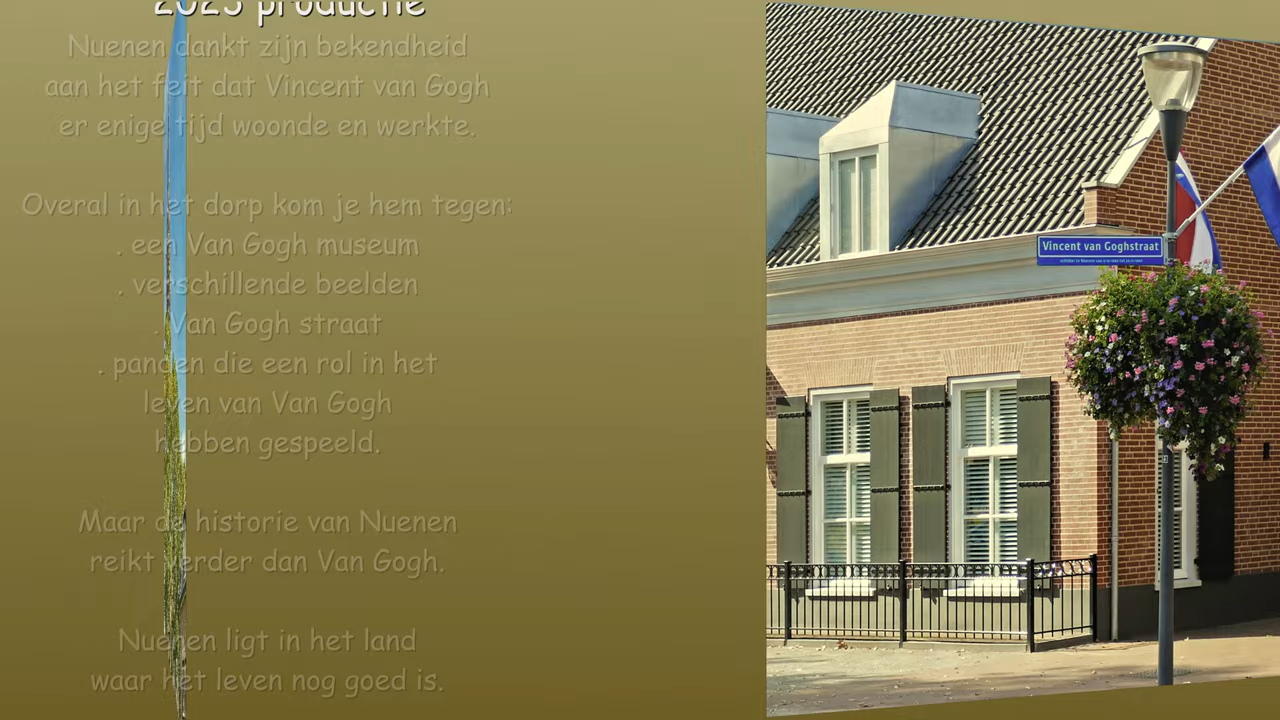 2023 productie
Nuenen dankt zijn bekendheid
aan het feit dat Vincent van Gogh
er enige tijd woonde en werkte.
Overal in het dorp kom je hem tegen:
. een Van Gogh museum
. verschillende beelden
. Van Gogh straat
. panden die een rol in het
leven van Van Gogh
hebben gespeeld.
Maar de historie van Nuenen
reikt verder dan Van Gogh.
Nuenen ligt in het land
waar het leven nog goed is.
Vincent van Goghstraat